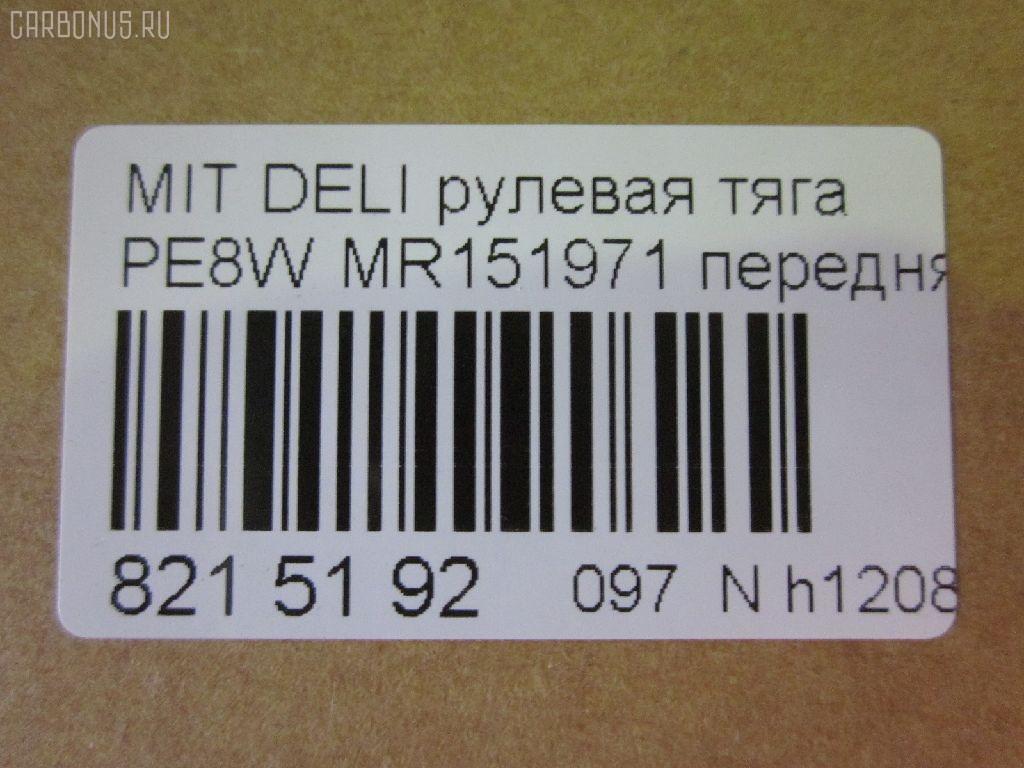 CARBONUS.RU
MIT DELI рулевая тяга
PE8W MR151971 передня
821 51 92 097 N h1208